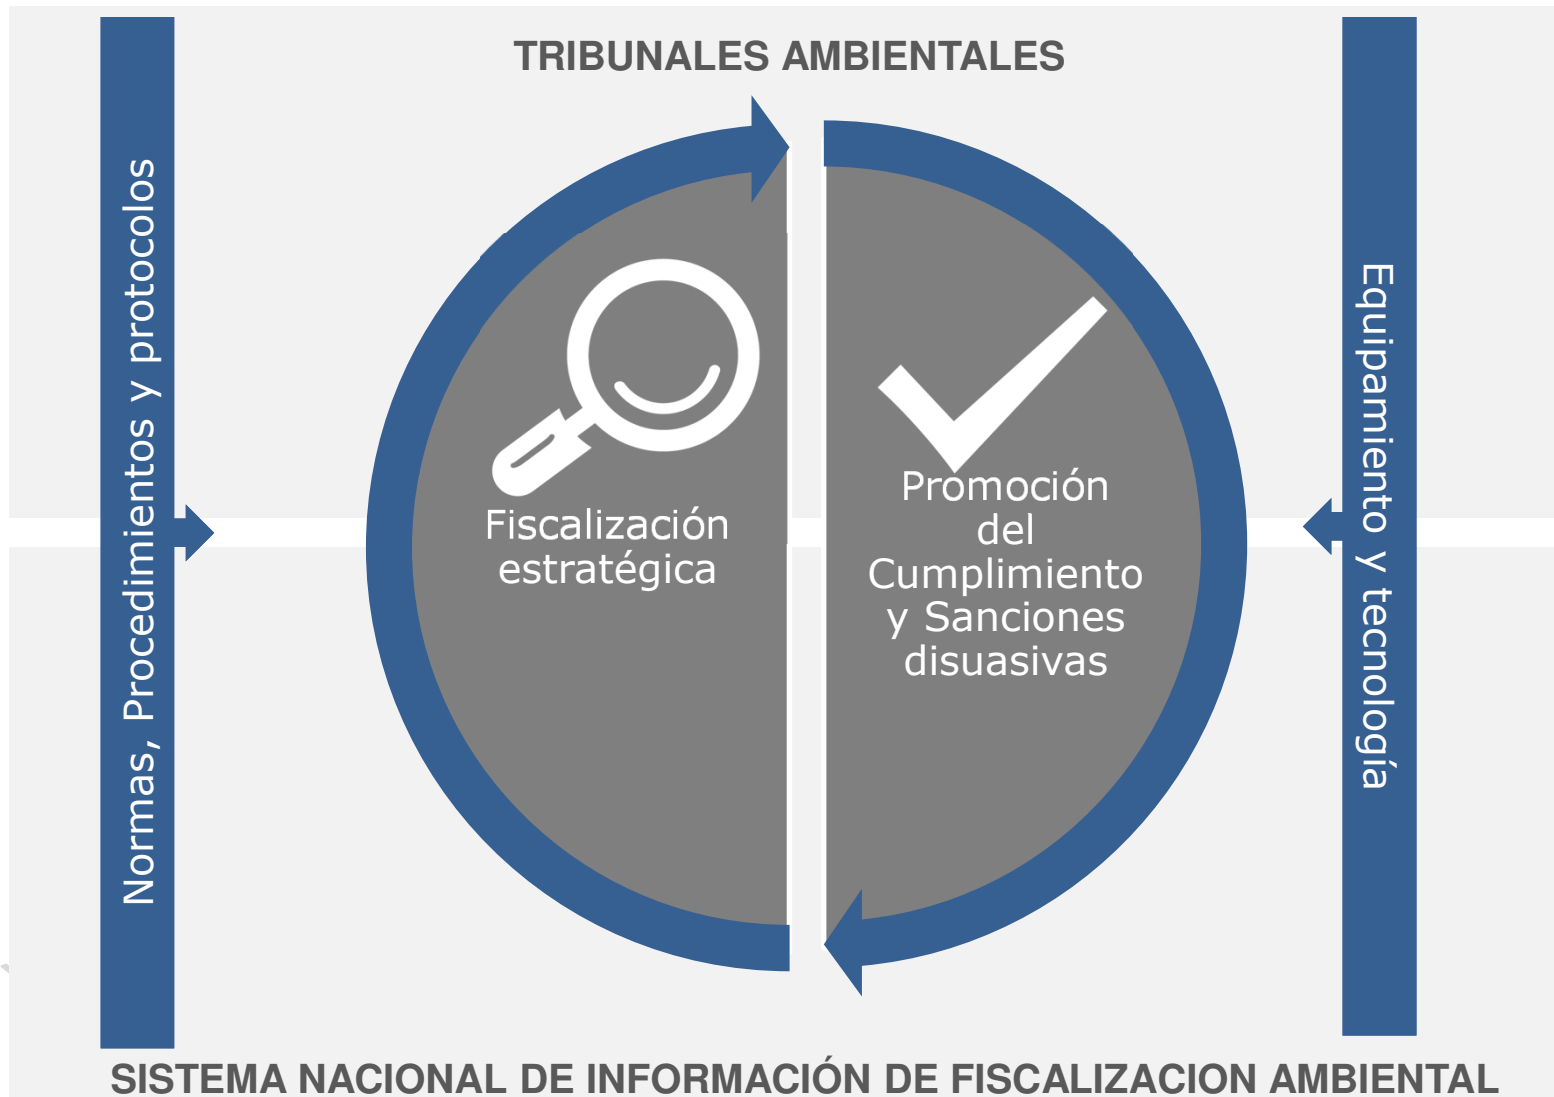 TRIBUNALES AMBIENTALES
Normas, Procedimientos y protocolos
Fiscalización
estratégica
Promoción
del
Cumplimiento
y Sanciones
disuasivas
Equipamiento y tecnología
SISTEMA NACIONAL DE INFORMACIÓN DE FISCALIZACION AMBIENTAL